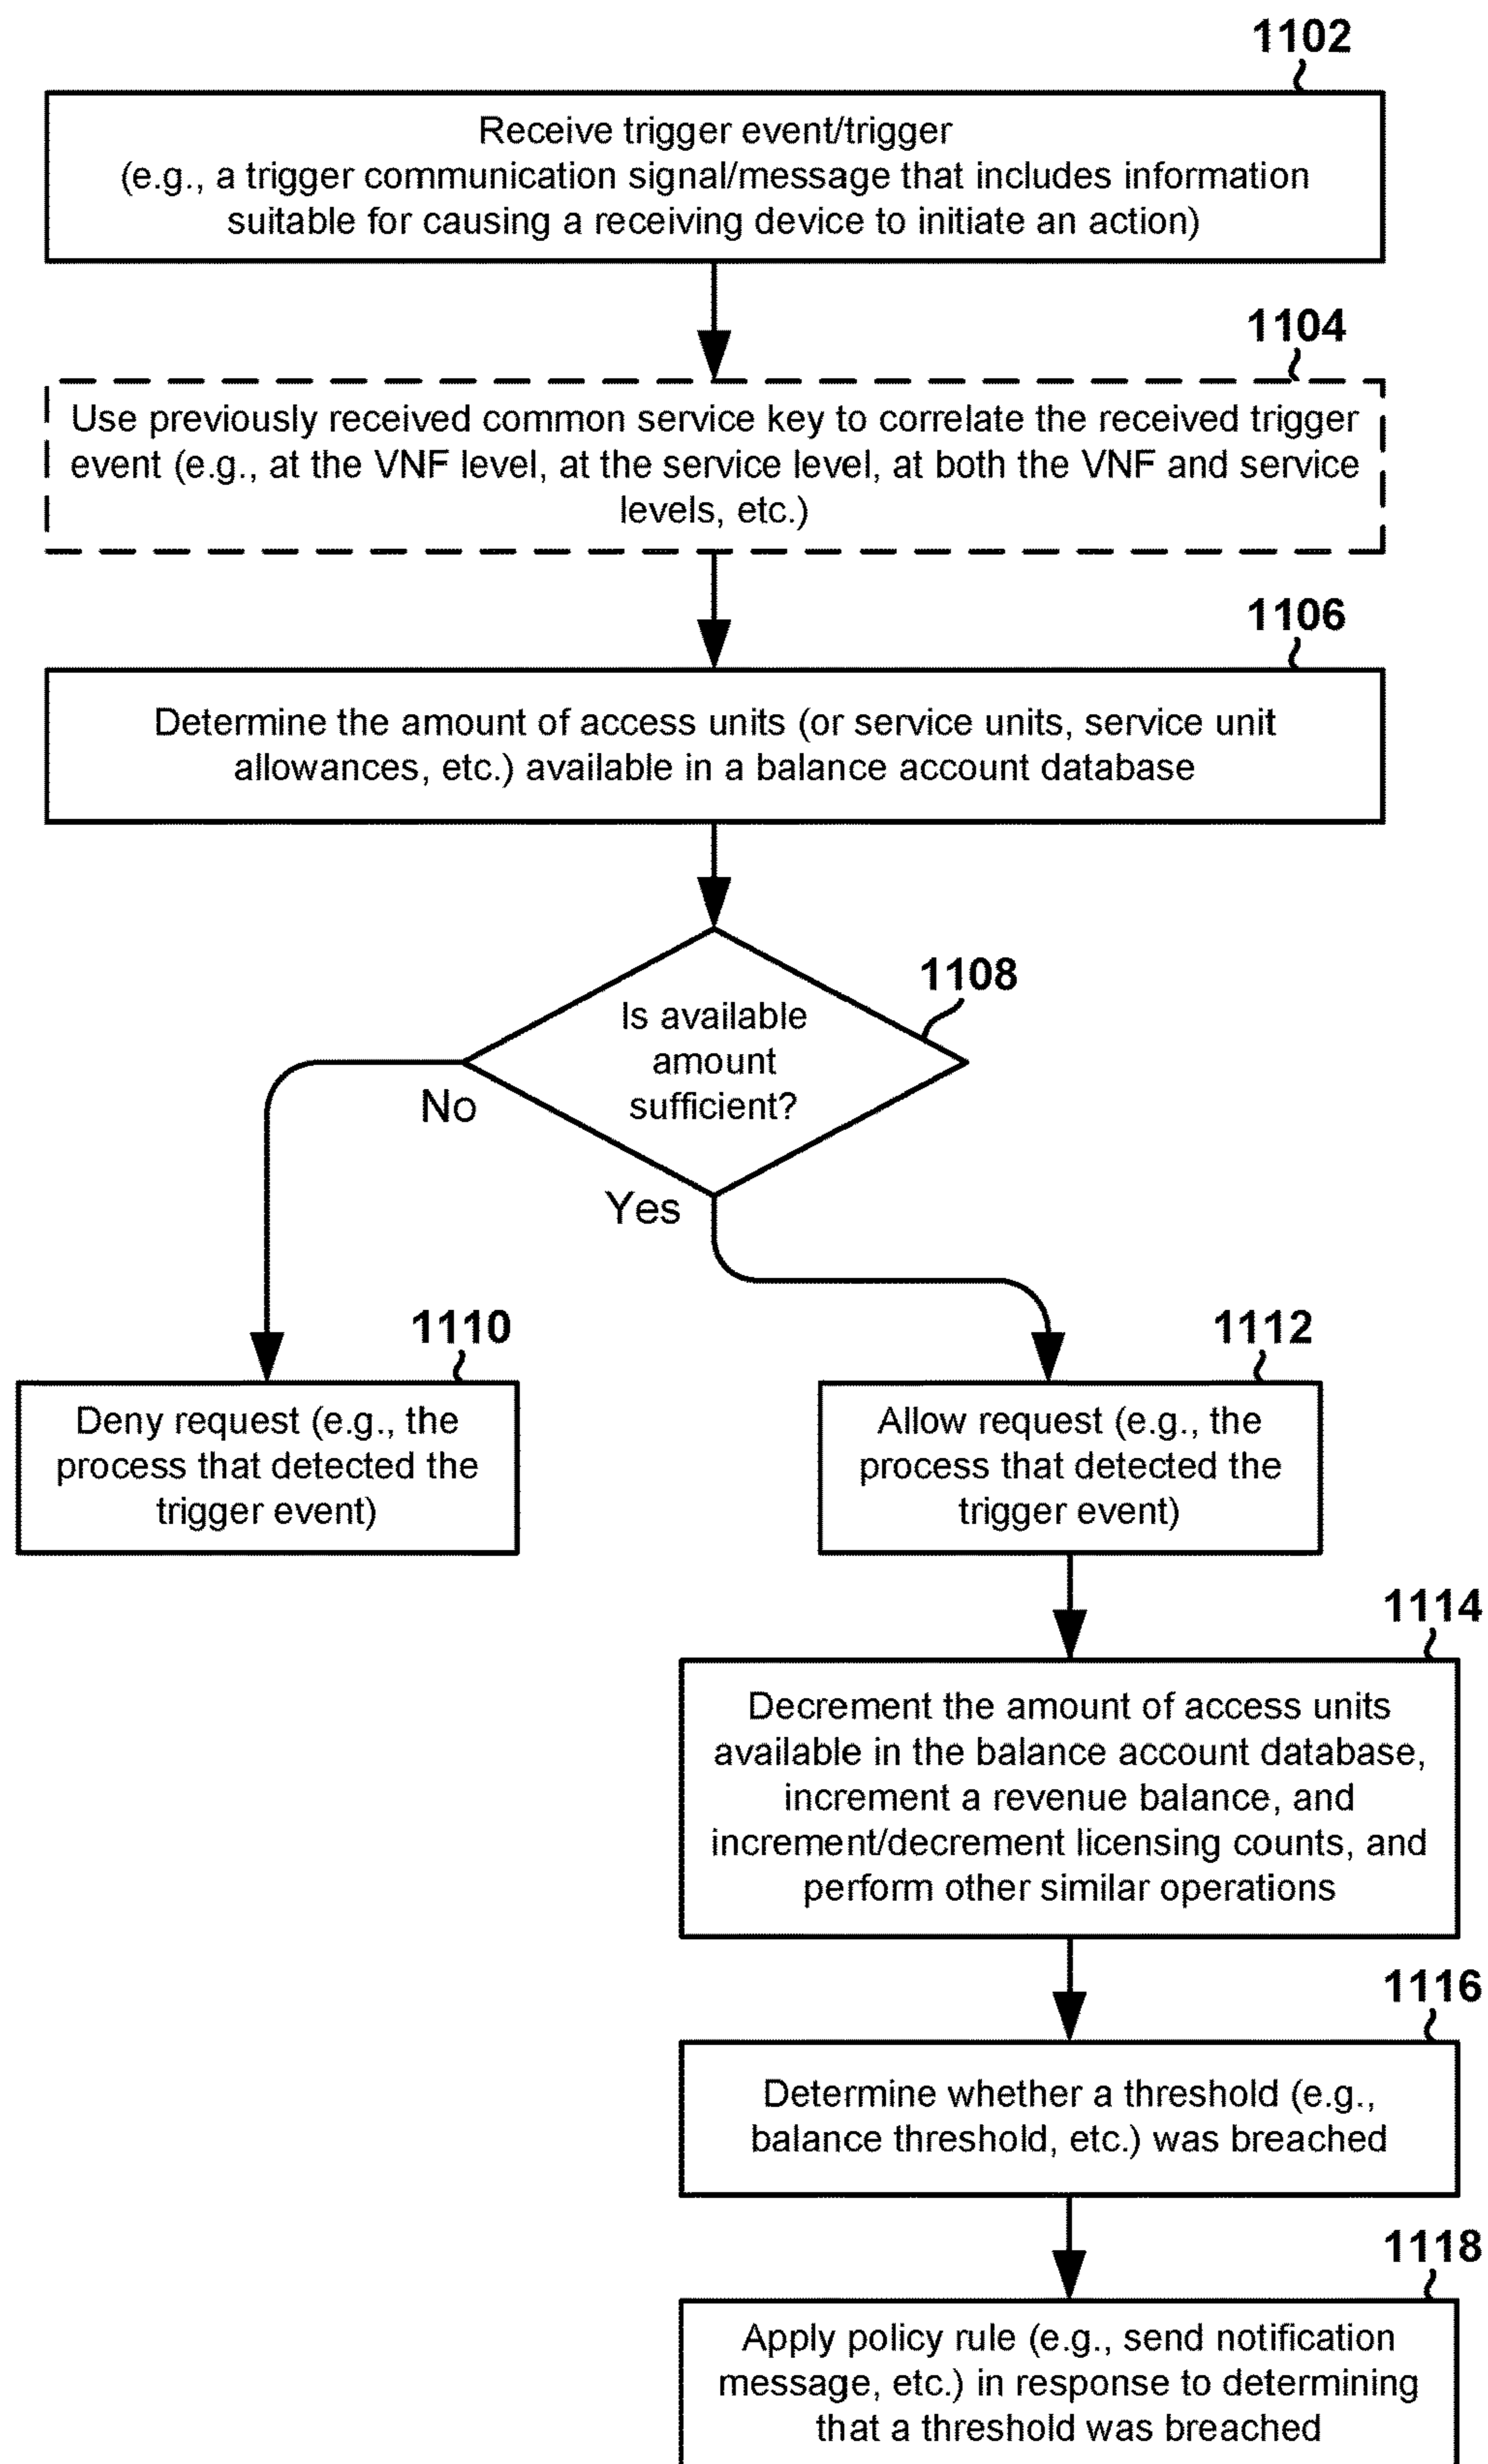 1102
Receive trigger event/trigger
(e.g., a trigger communication signal/message that includes information
suitable for causing a receiving device to initiate an action)
1104
Use previously received common service key to correlate the received trigger
event (e.g., at the VNF level, at the service level, at both the VNF and service
levels, etc.)
1106
Determine the amount of access units (or service units, service unit
allowances, etc.) available in a balance account database
1108
Is available
amount
sufficient?
No
Yes
1110
Deny request (e.g., the
process that detected the
trigger event)
1112
Allow request (e.g., the
process that detected the
trigger event)
1114
Decrement the amount of access units
available in the balance account database,
increment a revenue balance, and
increment/decrement licensing counts, and
perform other similar operations
1116
Determine whether a threshold (e.g.,
balance threshold, etc.) was breached
1118
Apply policy rule (e.g., send notification
message, etc.) in response to determining
that a threshold was breached